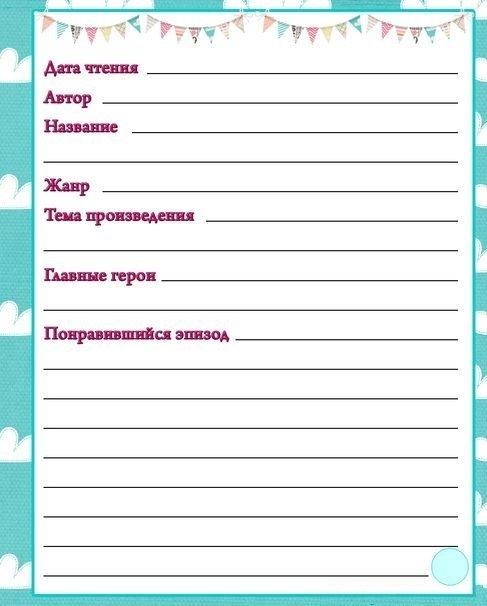 Дата чтения
Автор
Название
Жанр
Тема произведения
Главные герои
Понравившийся эпизод